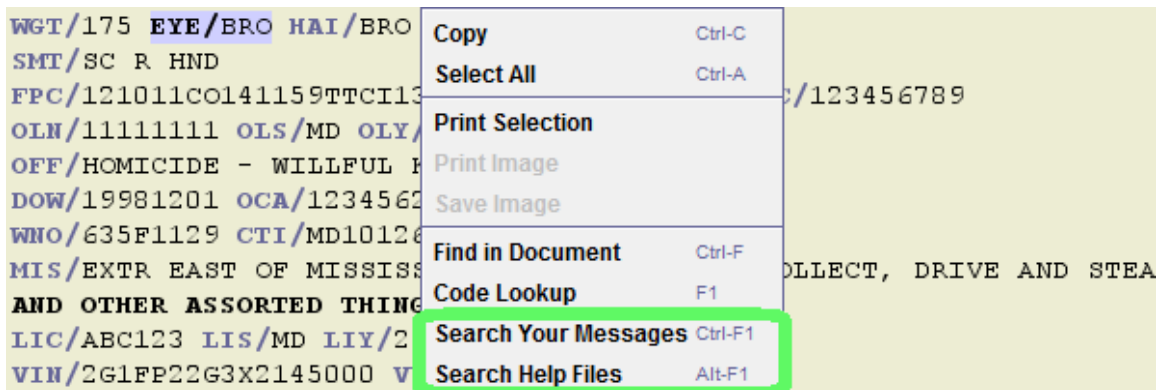 WGT/175 EYE/BRO HAI/BRO
SMT/SC R HND
FPC/121011CO141159TTCI13 /123456789
OLN/11111111 OLS/MD OLY/
OFF/HOMICIDE - WILLFUL
DOW/19981201 OCA/123456
WNO/635F1129 CTI/MD1012
MIS/EXTR EAST OF MISSISS OLLECT, DRIVE AND STEA
AND OTHER ASSORTED THING
LIC/ABC123 LIS/MD LIY/2
VIN/2G1FP22G3X2145000 V
Copy Ctrl-C
Select All Ctrl-A
Print Selection
Print Image
Save Image
Find in Document Ctrl-F
Code Lookup F1
Search Your Messages Ctrl-F1
Search Help Files Alt-F1